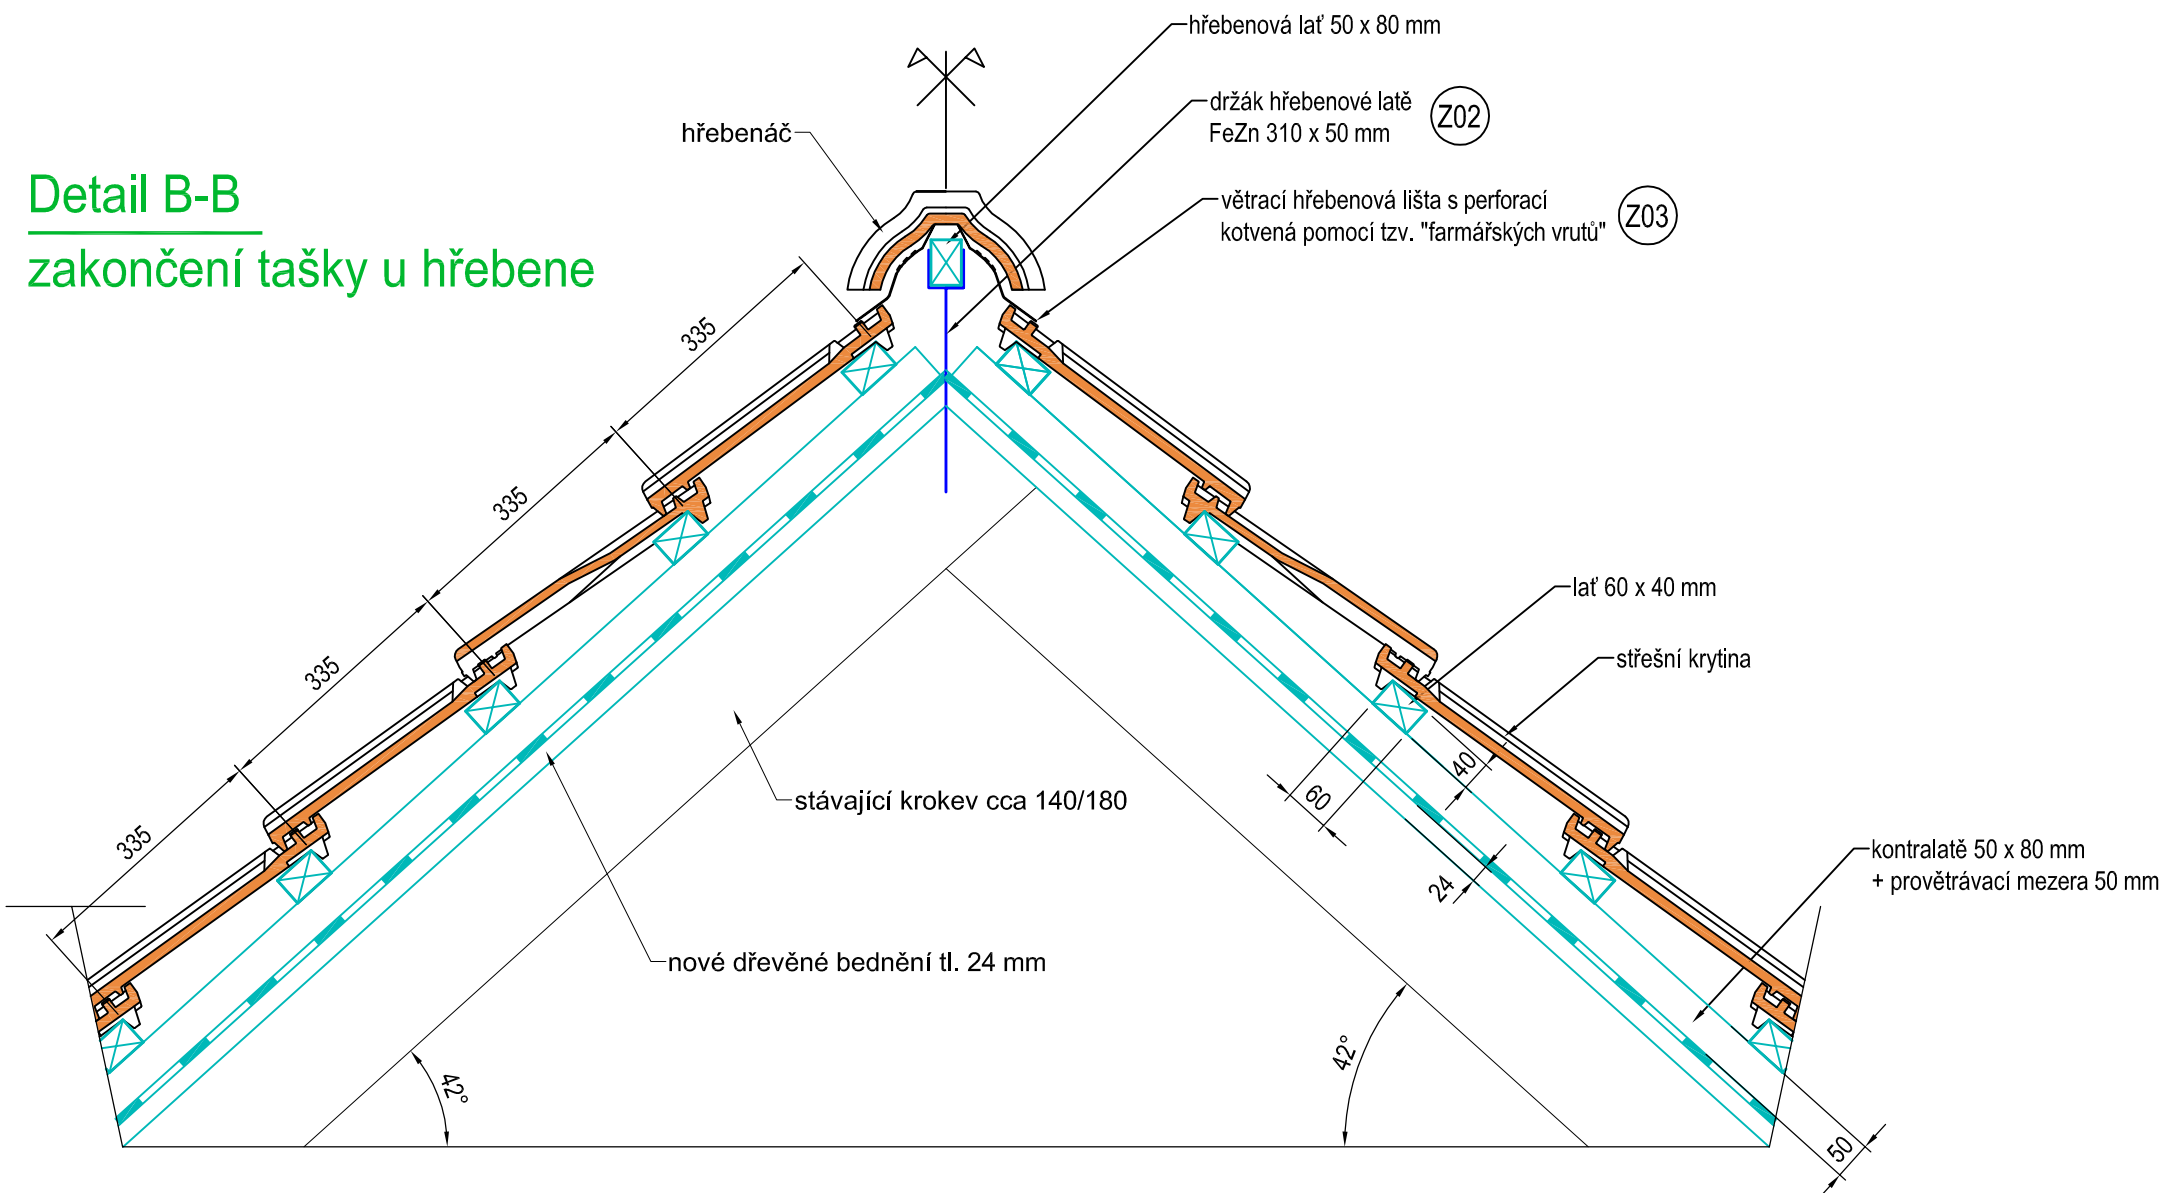 Detail B-B
zakončení tašky u hřebene
hřebenová lať 50 x 80 mm
držák hřebenové latě
FeZn 310 x 50 mm
Z02
hřebenáč
větrací hřebenová lišta s perforací
kotvená pomocí tzv. "farmářských vrutů"
Z03
335
335
335
335
lať 60 x 40 mm
střešní krytina
40
60
24
stávající krokev cca 140/180
kontralatě 50 x 80 mm
+ provětrávací mezera 50 mm
nové dřevěné bednění tl. 24 mm
42°
42°
50